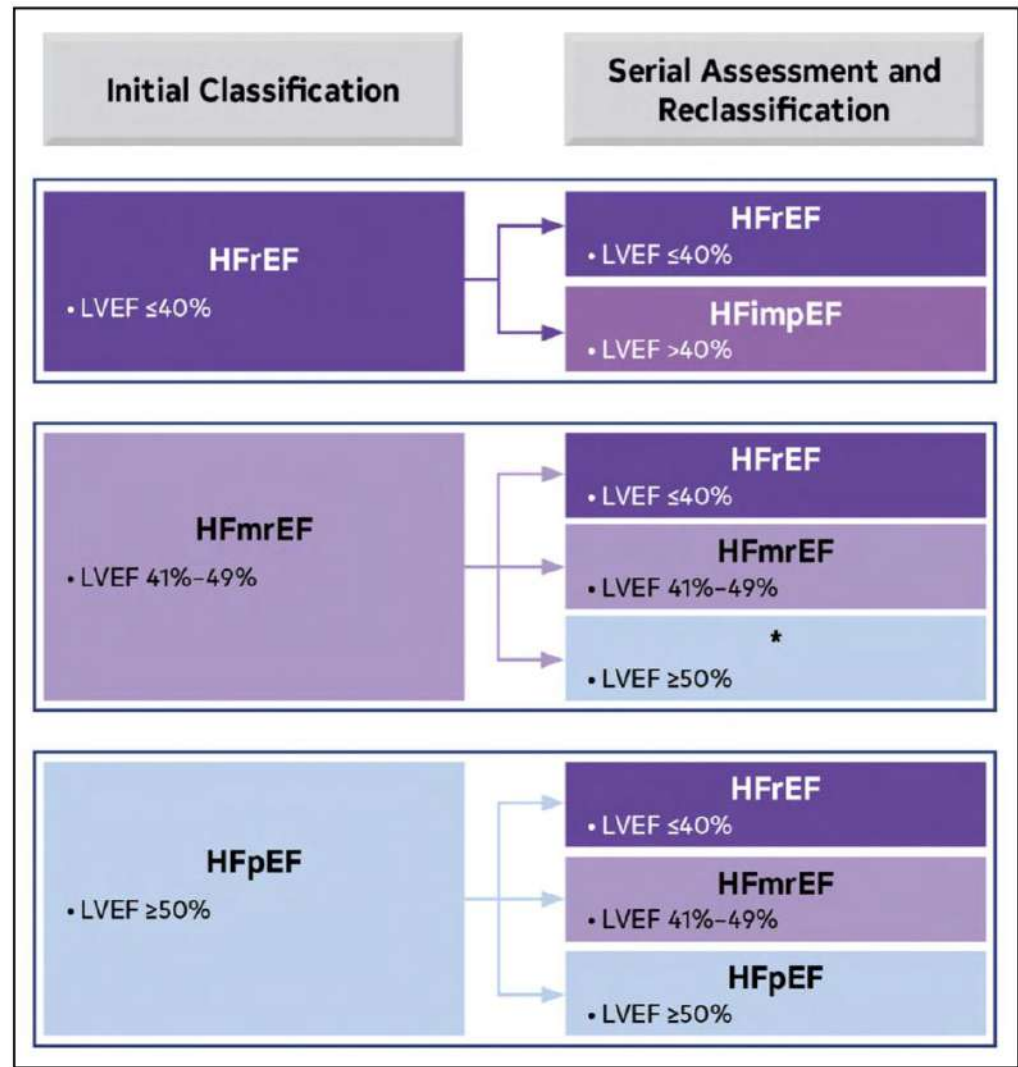 Initial Classification
Serial Assessment and
Reclassification
HFrEF
• LVEF ≤40%
HFrEF
• LVEF ≤40%
HFimpEF
• LVEF >40%
HFmrEF
• LVEF 41%–49%
HFrEF
• LVEF ≤40%
HFmrEF
• LVEF 41%–49%
*
• LVEF ≥50%
HFpEF
• LVEF ≥50%
HFrEF
• LVEF ≤40%
HFmrEF
• LVEF 41%–49%
HFpEF
• LVEF ≥50%